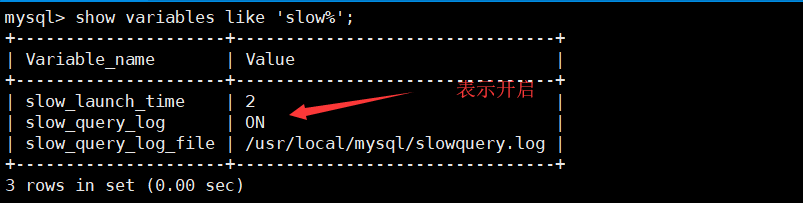 mysql> show variables like 'slow%';
+---------------------+--------------------------------+
| Variable_name | Value |
+---------------------+--------------------------------+
| slow_launch_time | 2 |
| slow_query_log | ON |
| slow_query_log_file | /usr/local/mysql/slowquery.log |
+---------------------+--------------------------------+
3 rows in set (0.00 sec)
表示开启